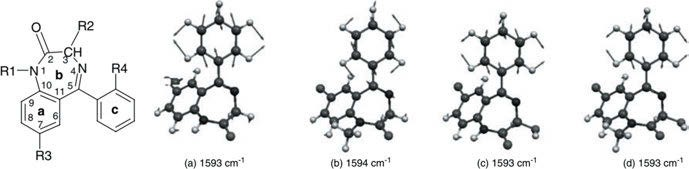 R2
O
H
R1
N
1
2
3
4
N
R4
b
5
10
11
9
a
8
7
6
c
R3
(a) 1593 cm⁻¹
(b) 1594 cm⁻¹
(c) 1593 cm⁻¹
(d) 1593 cm⁻¹